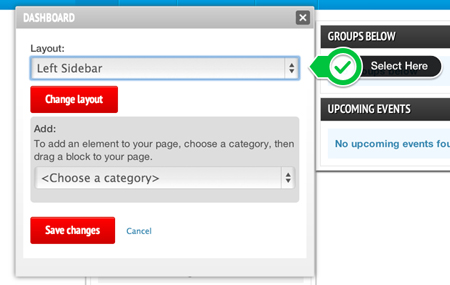 DASHBOARD
Layout:
Left Sidebar
Change layout
Add:
To add an element to your page, choose a category, then
drag a block to your page.
<Choose a category>
Save changes
Cancel
GROUPS BELOW
Select Here
UPCOMING EVENTS
No upcoming events fou